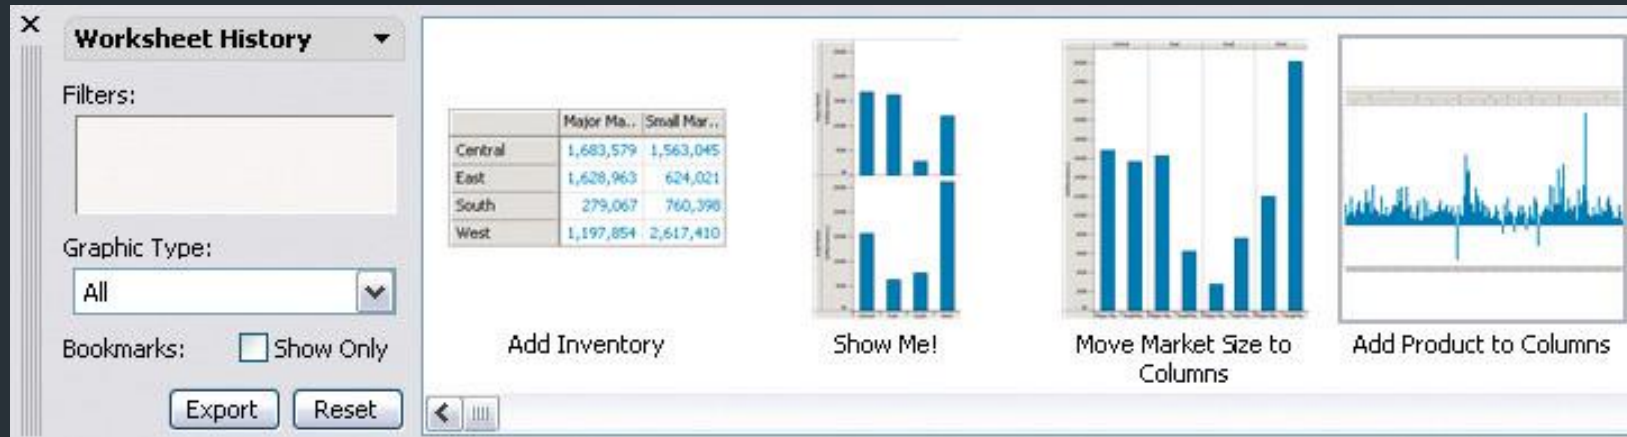 Worksheet History
Filters:
Graphic Type:
All
Bookmarks:
Show Only
Export
Reset
Major Ma.. Small Mar..
Central 1,683,579 1,563,045
East 1,628,963 624,021
South 279,067 760,398
West 1,197,854 2,617,410
Add Inventory
Show Me!
Move Market Size to
Columns
Add Product to Columns